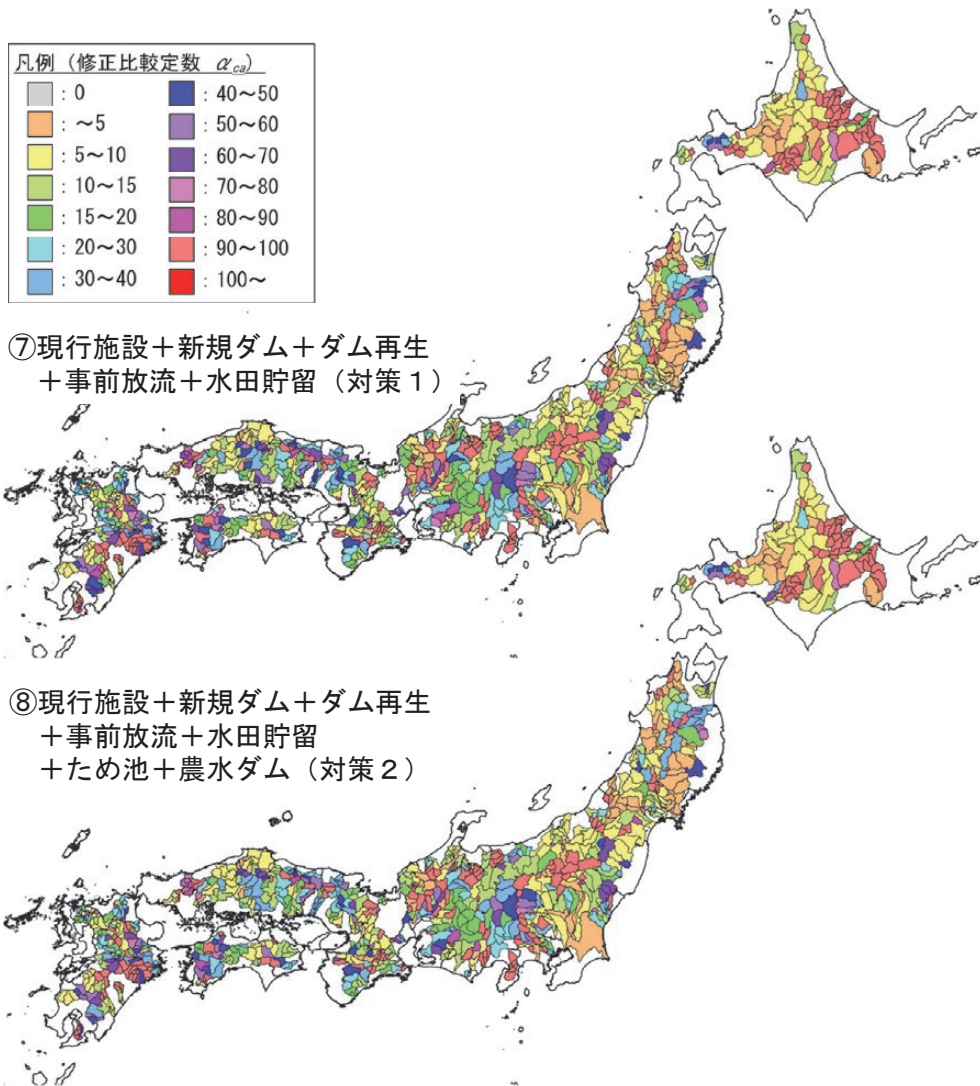 凡例 (修正比較定数 αca)
: 0
: ～5
: 5～10
: 10～15
: 15～20
: 20～30
: 30～40
: 40～50
: 50～60
: 60～70
: 70～80
: 80～90
: 90～100
: 100～
⑦現行施設＋新規ダム＋ダム再生
＋事前放流＋水田貯留（対策１）
⑧現行施設＋新規ダム＋ダム再生
＋事前放流＋水田貯留
＋ため池＋農水ダム（対策２）